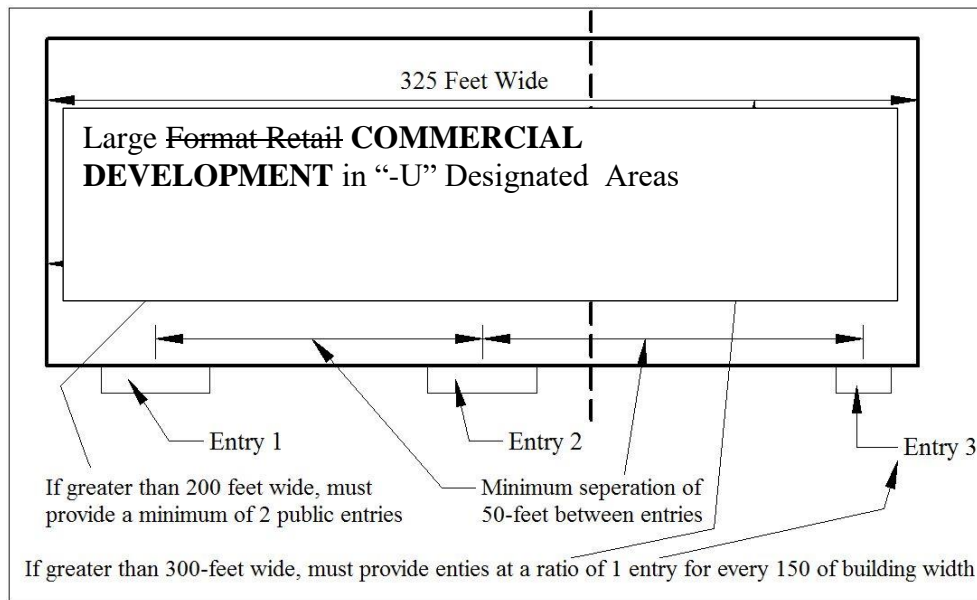 325 Feet Wide
Large Format Retail COMMERCIAL
DEVELOPMENT in “-U” Designated Areas
Entry 1
Entry 2
Entry 3
If greater than 200 feet wide, must
provide a minimum of 2 public entries
Minimum seperation of
50-feet between entries
If greater than 300-feet wide, must provide enties at a ratio of 1 entry for every 150 of building width